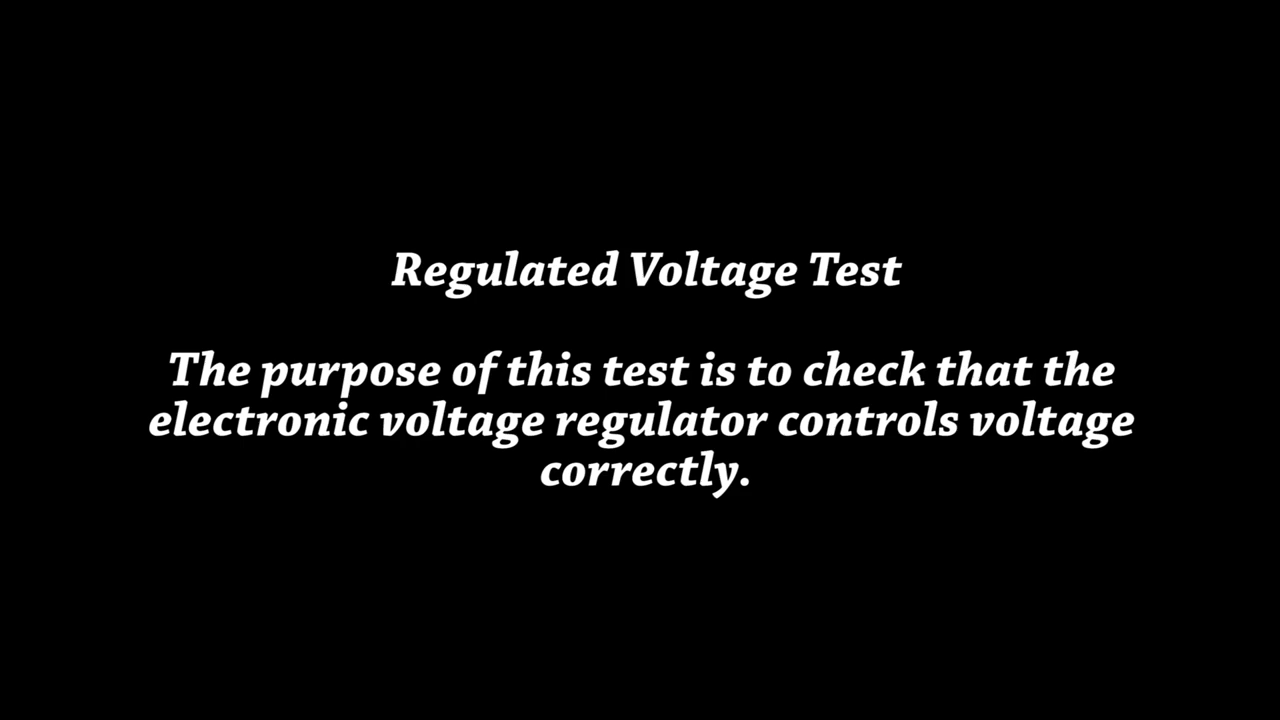 Regulated Voltage Test
The purpose of this test is to check that the
electronic voltage regulator controls voltage
correctly.